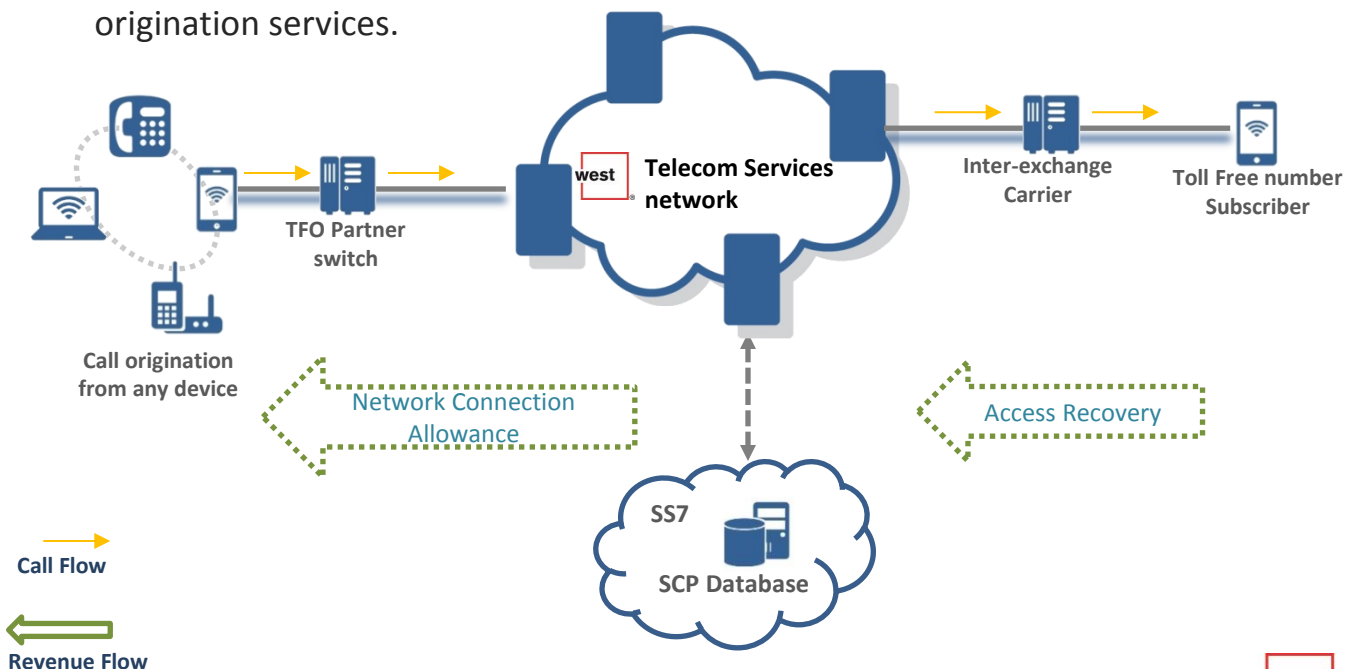 origination services.
west
®
Telecom Services
network
TFO Partner
switch
Inter-exchange
Carrier
Toll Free number
Subscriber
Call origination
from any device
Network Connection
Allowance
Access Recovery
SS7
SCP Database
Call Flow
Revenue Flow